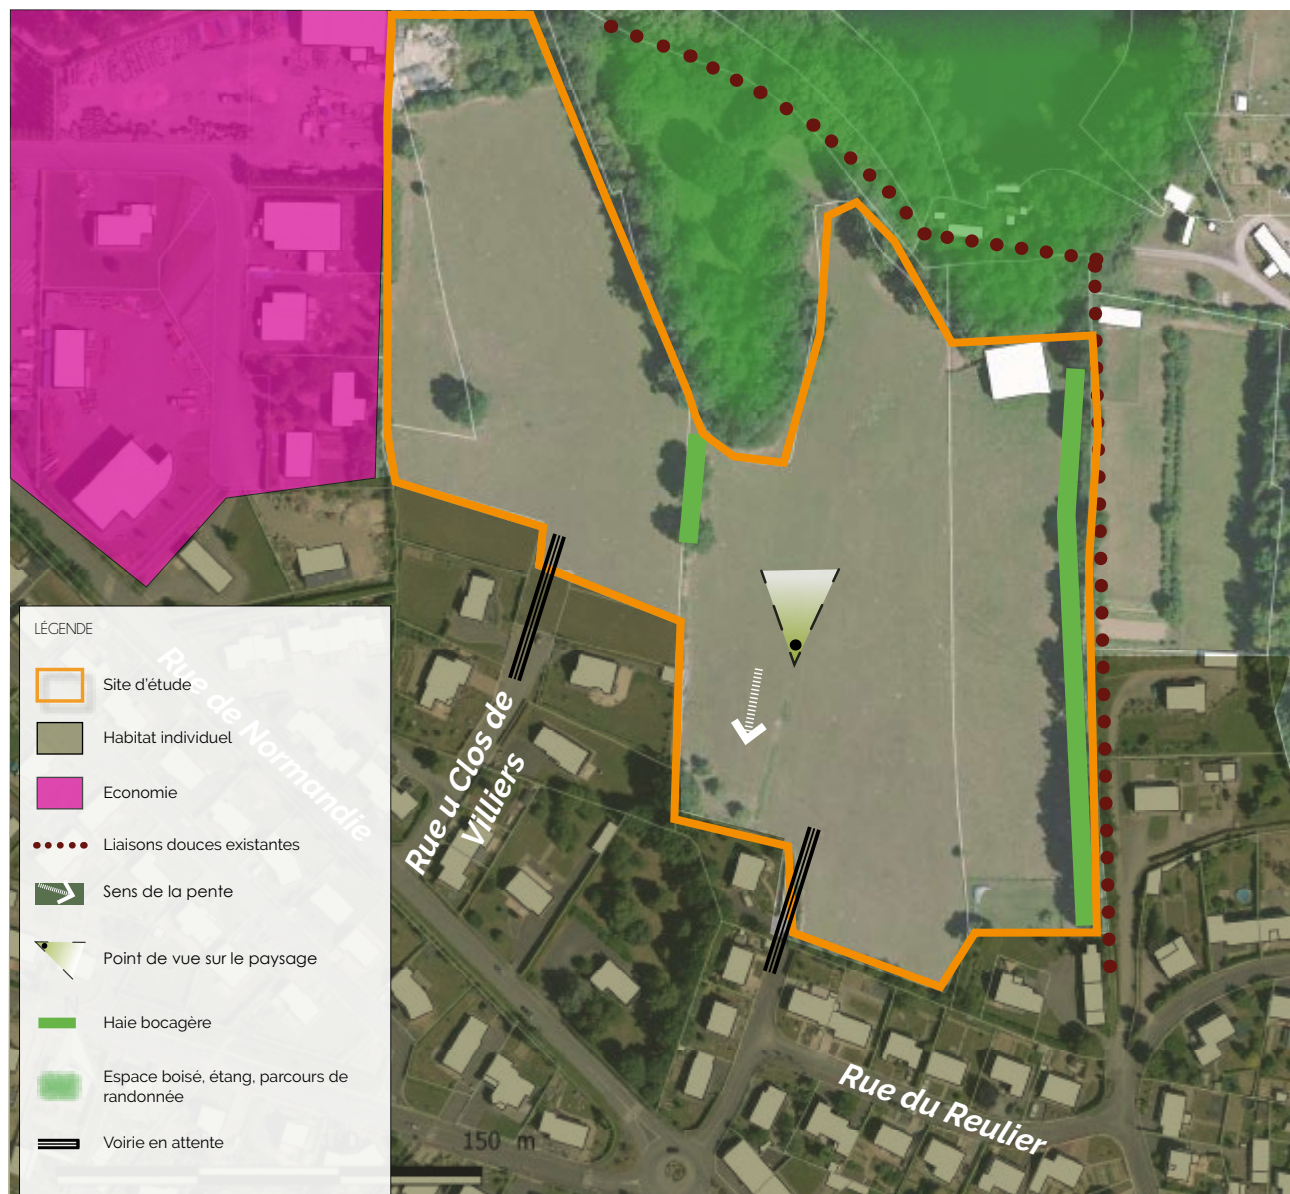 LÉGENDE
Site d'étude
Habitat individuel
Economie
Liaisons douces existantes
Sens de la pente
Point de vue sur le paysage
Haie bocagère
Espace boisé, étang, parcours de
randonnée
Voirie en attente
Rue de Normandie
Rue u Clos de
Villiers
Rue du Reulier
150 m